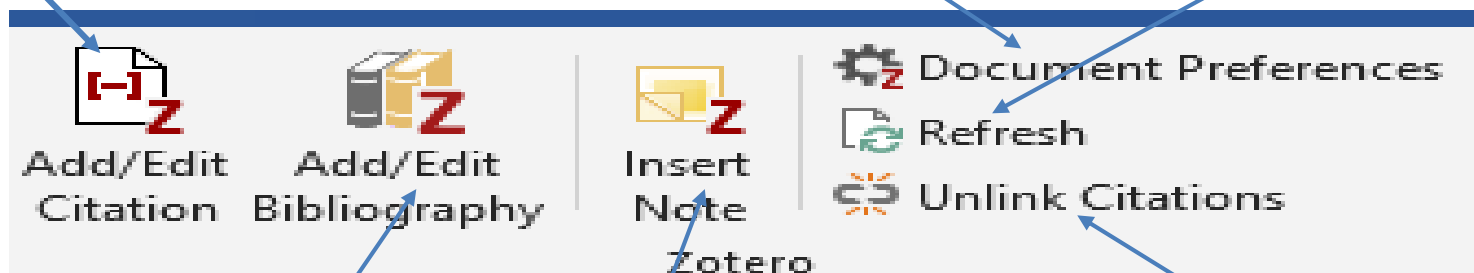 Add/Edit
Citation
Add/Edit
Bibliography
Insert
Note
Document Preferences
Refresh
Unlink Citations
Zotero